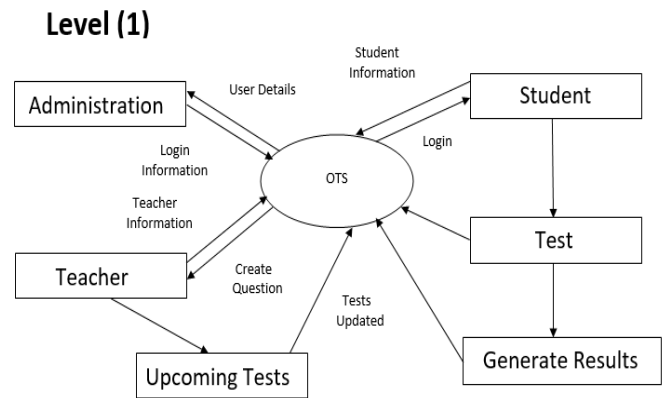 Level (1)
Student
Information
User Details
Administration
Student
Login
Login
Information
OTS
Teacher
Information
Test
Teacher
Create
Question
Tests
Updated
Upcoming Tests
Generate Results